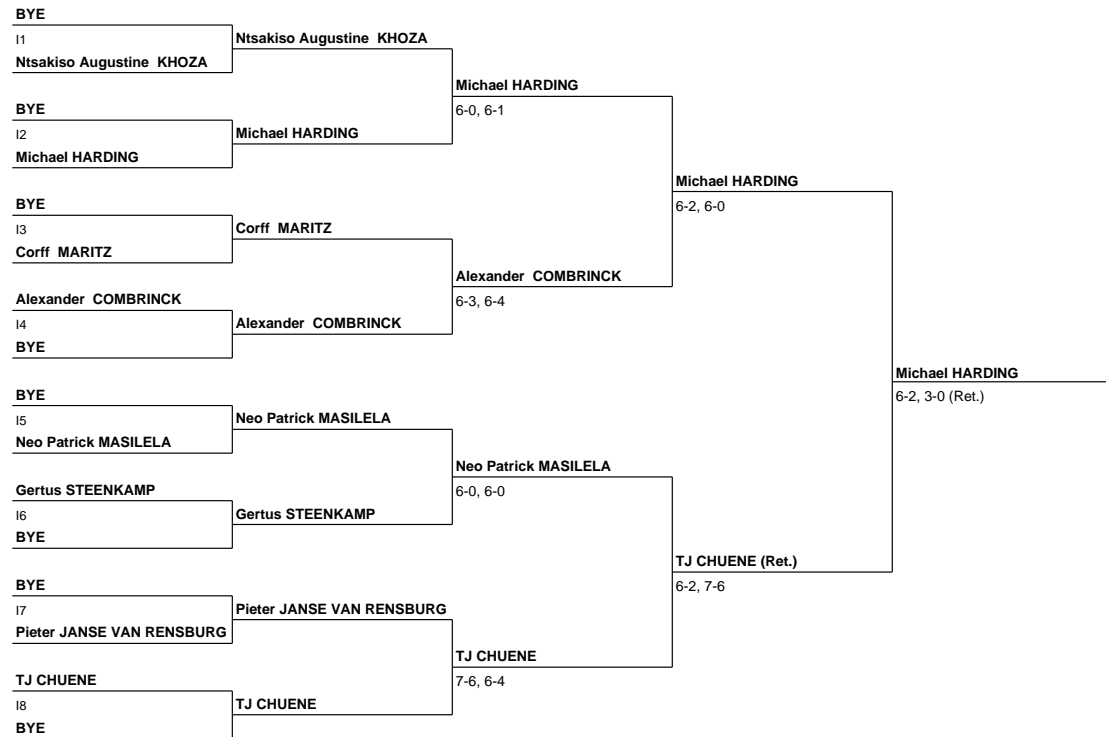 BYE
I1
Ntsakiso Augustine KHOZA
Ntsakiso Augustine KHOZA
BYE
I2
Michael HARDING
Michael HARDING
Michael HARDING
6-0, 6-1
BYE
I3
Corff MARITZ
Corff MARITZ
Alexander COMBRINCK
I4
BYE
Alexander COMBRINCK
Alexander COMBRINCK
6-3, 6-4
Michael HARDING
6-2, 6-0
BYE
I5
Neo Patrick MASILELA
Neo Patrick MASILELA
Gertus STEENKAMP
I6
BYE
Gertus STEENKAMP
Neo Patrick MASILELA
6-0, 6-0
BYE
I7
Pieter JANSE VAN RENSBURG
Pieter JANSE VAN RENSBURG
TJ CHUENE
I8
BYE
TJ CHUENE
TJ CHUENE
7-6, 6-4
TJ CHUENE (Ret.)
6-2, 7-6
Michael HARDING
6-2, 3-0 (Ret.)